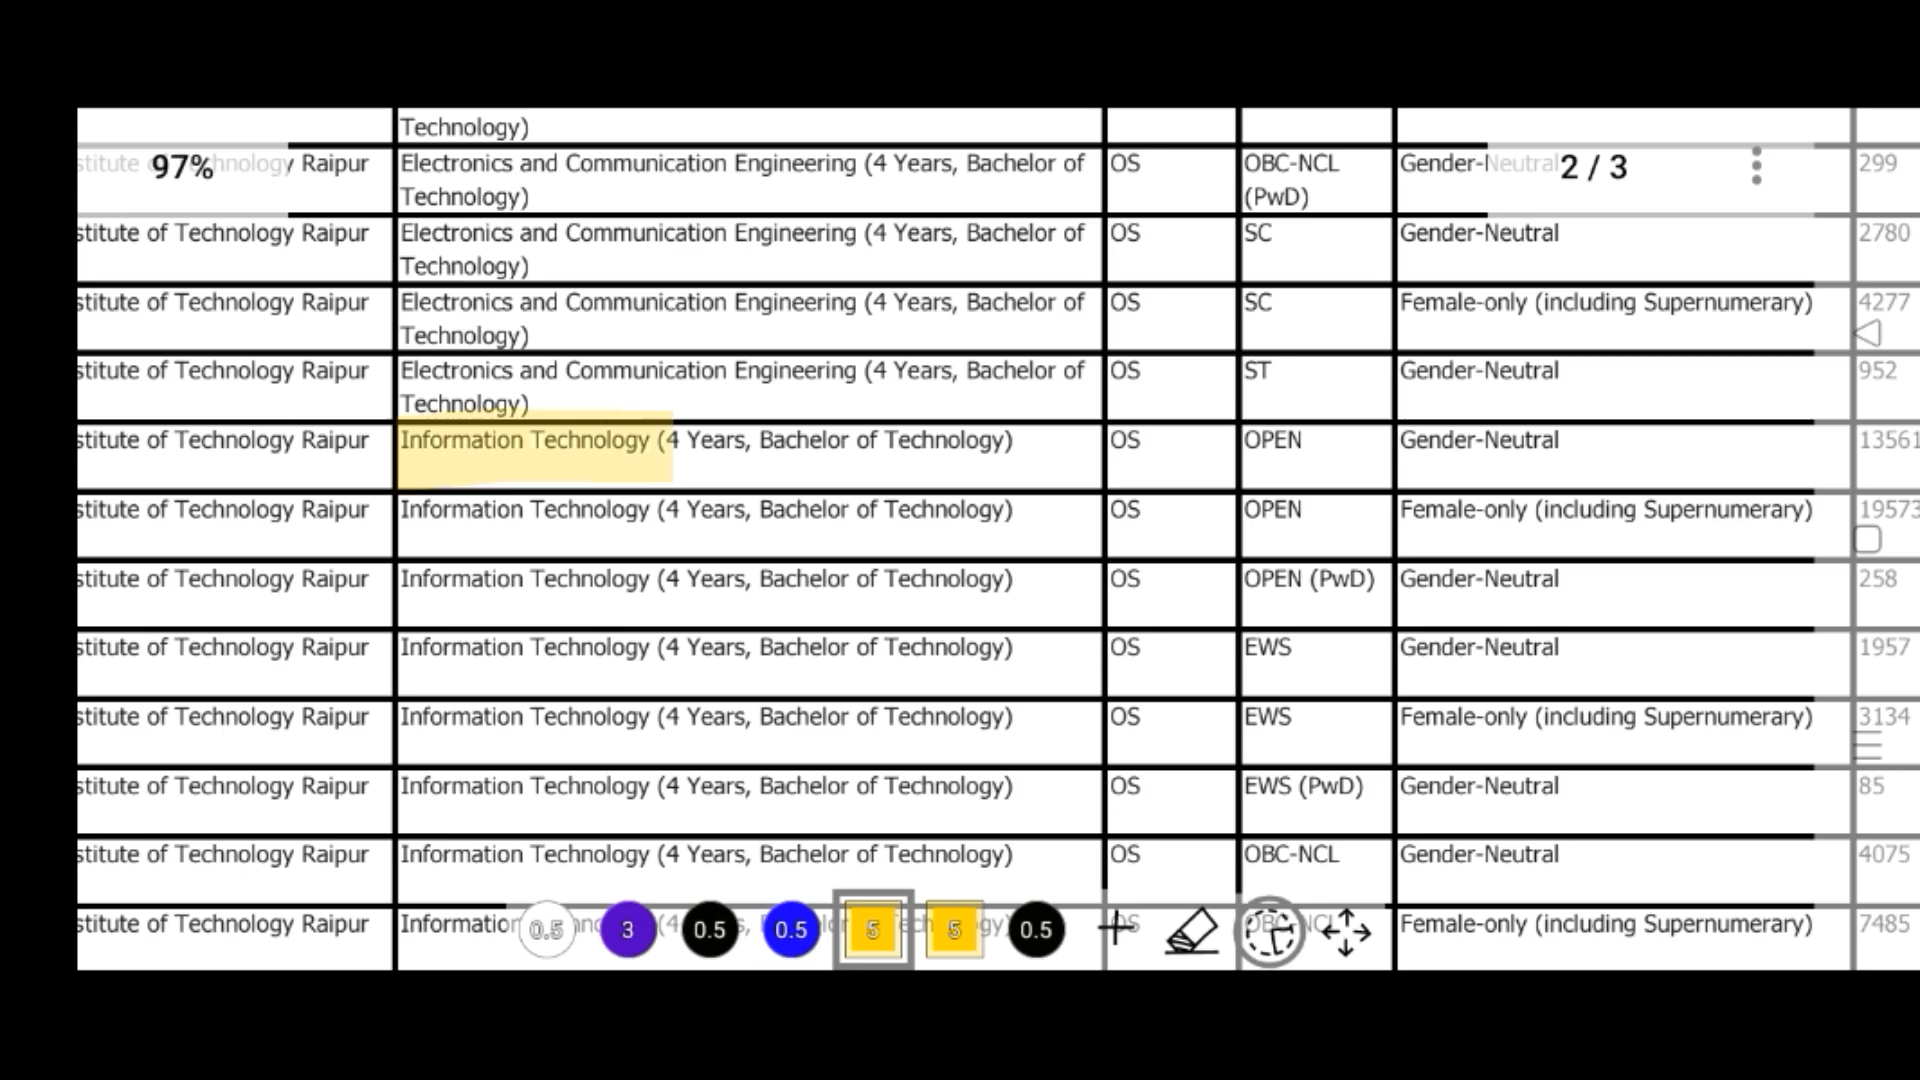 Technology)
stitute of Technology Raipur Electronics and Communication Engineering (4 Years, Bachelor of Technology) OS OBC-NCL (PwD) Gender-Neutral 299
97%
2 / 3
stitute of Technology Raipur Electronics and Communication Engineering (4 Years, Bachelor of Technology) OS SC Gender-Neutral 2780
stitute of Technology Raipur Electronics and Communication Engineering (4 Years, Bachelor of Technology) OS SC Female-only (including Supernumerary) 4277
stitute of Technology Raipur Electronics and Communication Engineering (4 Years, Bachelor of Technology) OS ST Gender-Neutral 952
stitute of Technology Raipur Information Technology (4 Years, Bachelor of Technology) OS OPEN Gender-Neutral 13561
stitute of Technology Raipur Information Technology (4 Years, Bachelor of Technology) OS OPEN Female-only (including Supernumerary) 19573
stitute of Technology Raipur Information Technology (4 Years, Bachelor of Technology) OS OPEN (PwD) Gender-Neutral 258
stitute of Technology Raipur Information Technology (4 Years, Bachelor of Technology) OS EWS Gender-Neutral 1957
stitute of Technology Raipur Information Technology (4 Years, Bachelor of Technology) OS EWS Female-only (including Supernumerary) 3134
stitute of Technology Raipur Information Technology (4 Years, Bachelor of Technology) OS EWS (PwD) Gender-Neutral 85
stitute of Technology Raipur Information Technology (4 Years, Bachelor of Technology) OS OBC-NCL Gender-Neutral 4075
stitute of Technology Raipur Information OS OBC-NCL Female-only (including Supernumerary) 7485
0.5 3 0.5 0.5 5 5 0.5